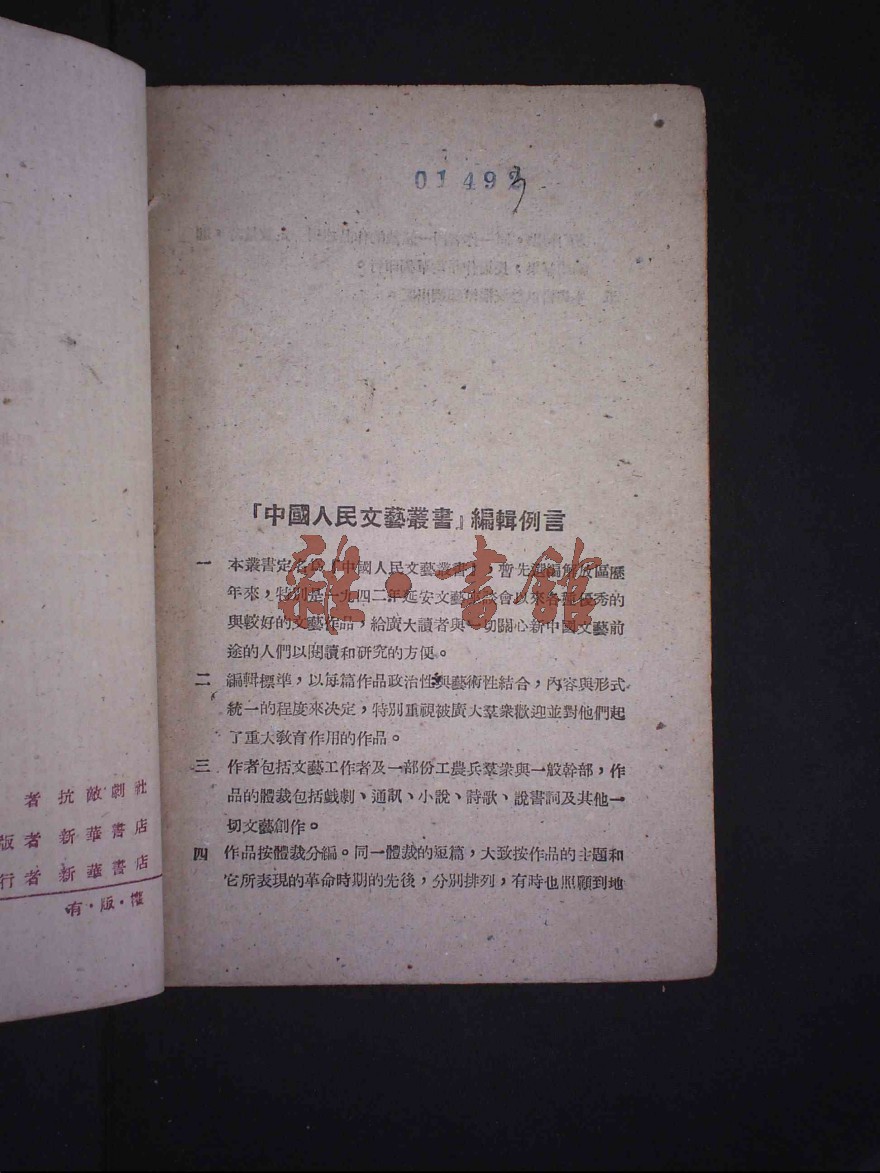 01492
『中國人民文藝叢書』編輯例言
一 本叢書定名為『中國人民文藝叢書』，暫先選編解放區歷
年來，特別是一九四二年延安文藝座談會以來各種優秀的
與較好的文藝作品，給廣大讀者與一切關心新中國文藝前
途的人們以閱讀和研究的方便。
二 編輯標準，以每篇作品政治性與藝術性結合，內容與形式
統一的程度來決定，特別重視被廣大羣衆歡迎並對他們起
了重大敎育作用的作品。
三 作者包括文藝工作者及一部份工農兵羣衆與一般幹部，作
品的體裁包括戲劇、通訊、小說、詩歌、說書詞及其他一
切文藝創作。
四 作品按體裁分編。同一體裁的短篇，大致按作品的主題和
它所表現的革命時期的先後，分別排列，有時也照顧到地
雜·書館
者 抗敵劇社
版者 新華書店
行者 新華書店
有·版·權